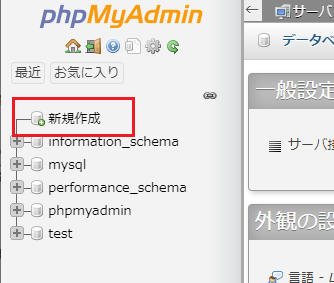 phpMyAdmin
最近 お気に入り
新規作成
information_schema
mysql
performance_schema
phpmyadmin
test
サーバ
データベ
一般設定
サーバ接
外観の設
言語 -